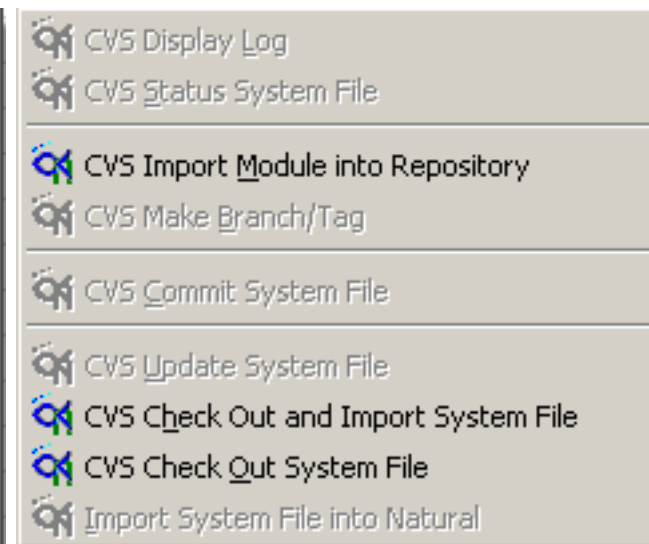 CVS Display Log
CVS Status System File
CVS Import Module into Repository
CVS Make Branch/Tag
CVS Commit System File
CVS Update System File
CVS Check Out and Import System File
CVS Check Out System File
Import System File into Natural